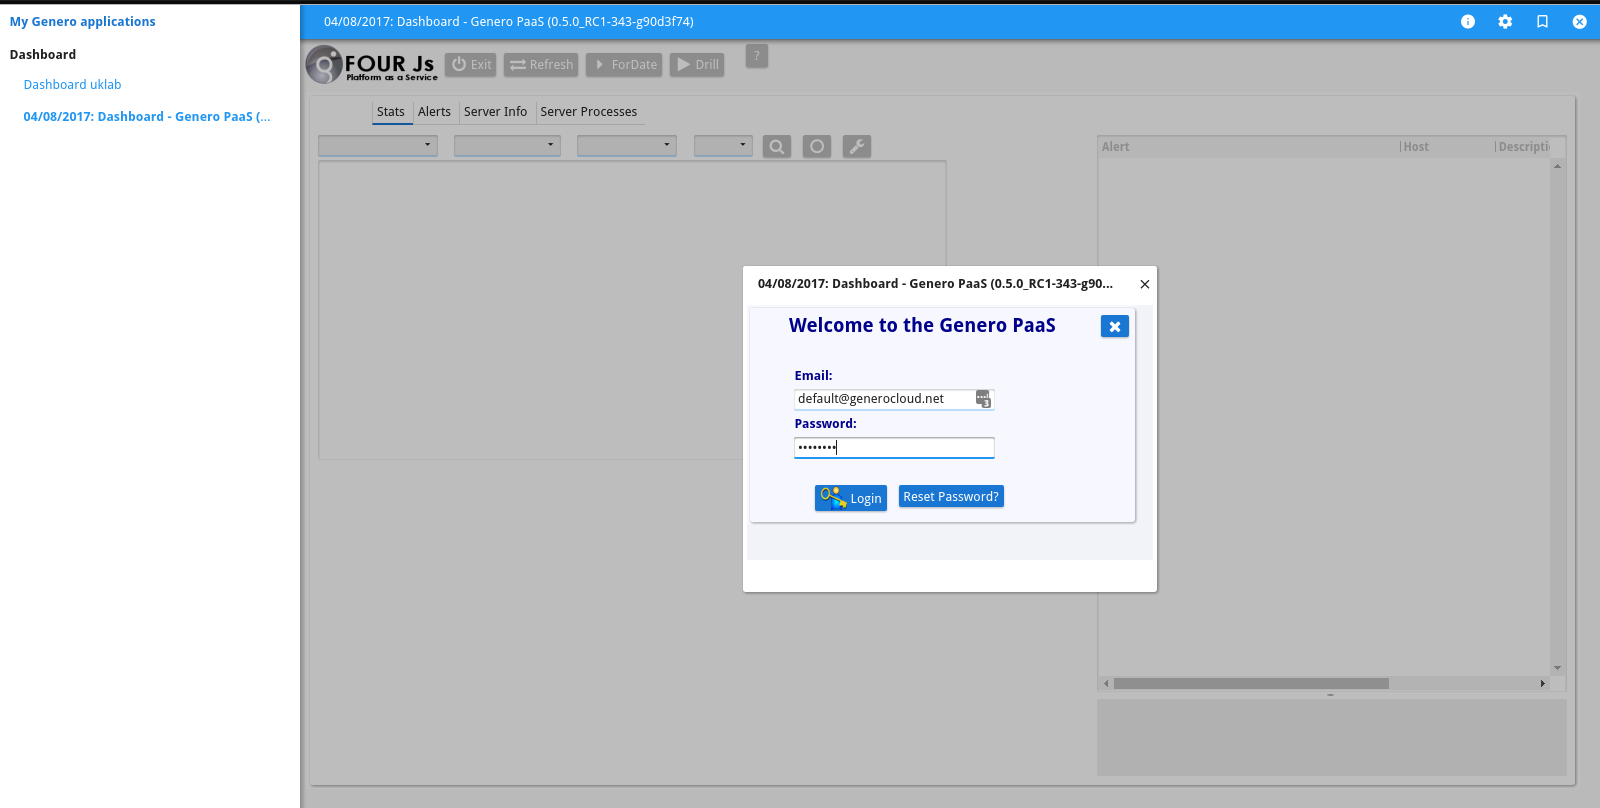 My Genero applications
Dashboard
Dashboard uklab
04/08/2017: Dashboard - Genero PaaS (...
04/08/2017: Dashboard - Genero PaaS (0.5.0_RC1-343-g90d3f74)
FOUR Js
Platform as a Service
Exit
Refresh
ForDate
Drill
?
Stats
Alerts
Server Info
Server Processes
Alert
Host
Descripti
04/08/2017: Dashboard - Genero PaaS (0.5.0_RC1-343-g90...
Welcome to the Genero PaaS
Email:
default@generocloud.net
3
Password:
••••••••
Login
Reset Password?